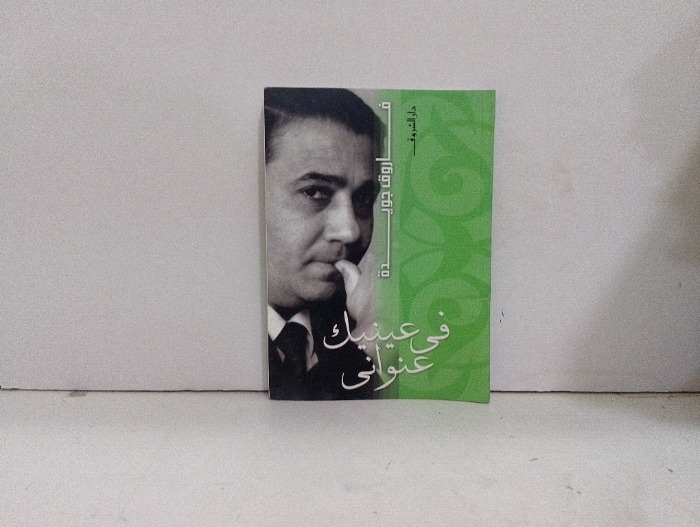 فاروق جويدة
دار الشروق
في عينيك
عنواني